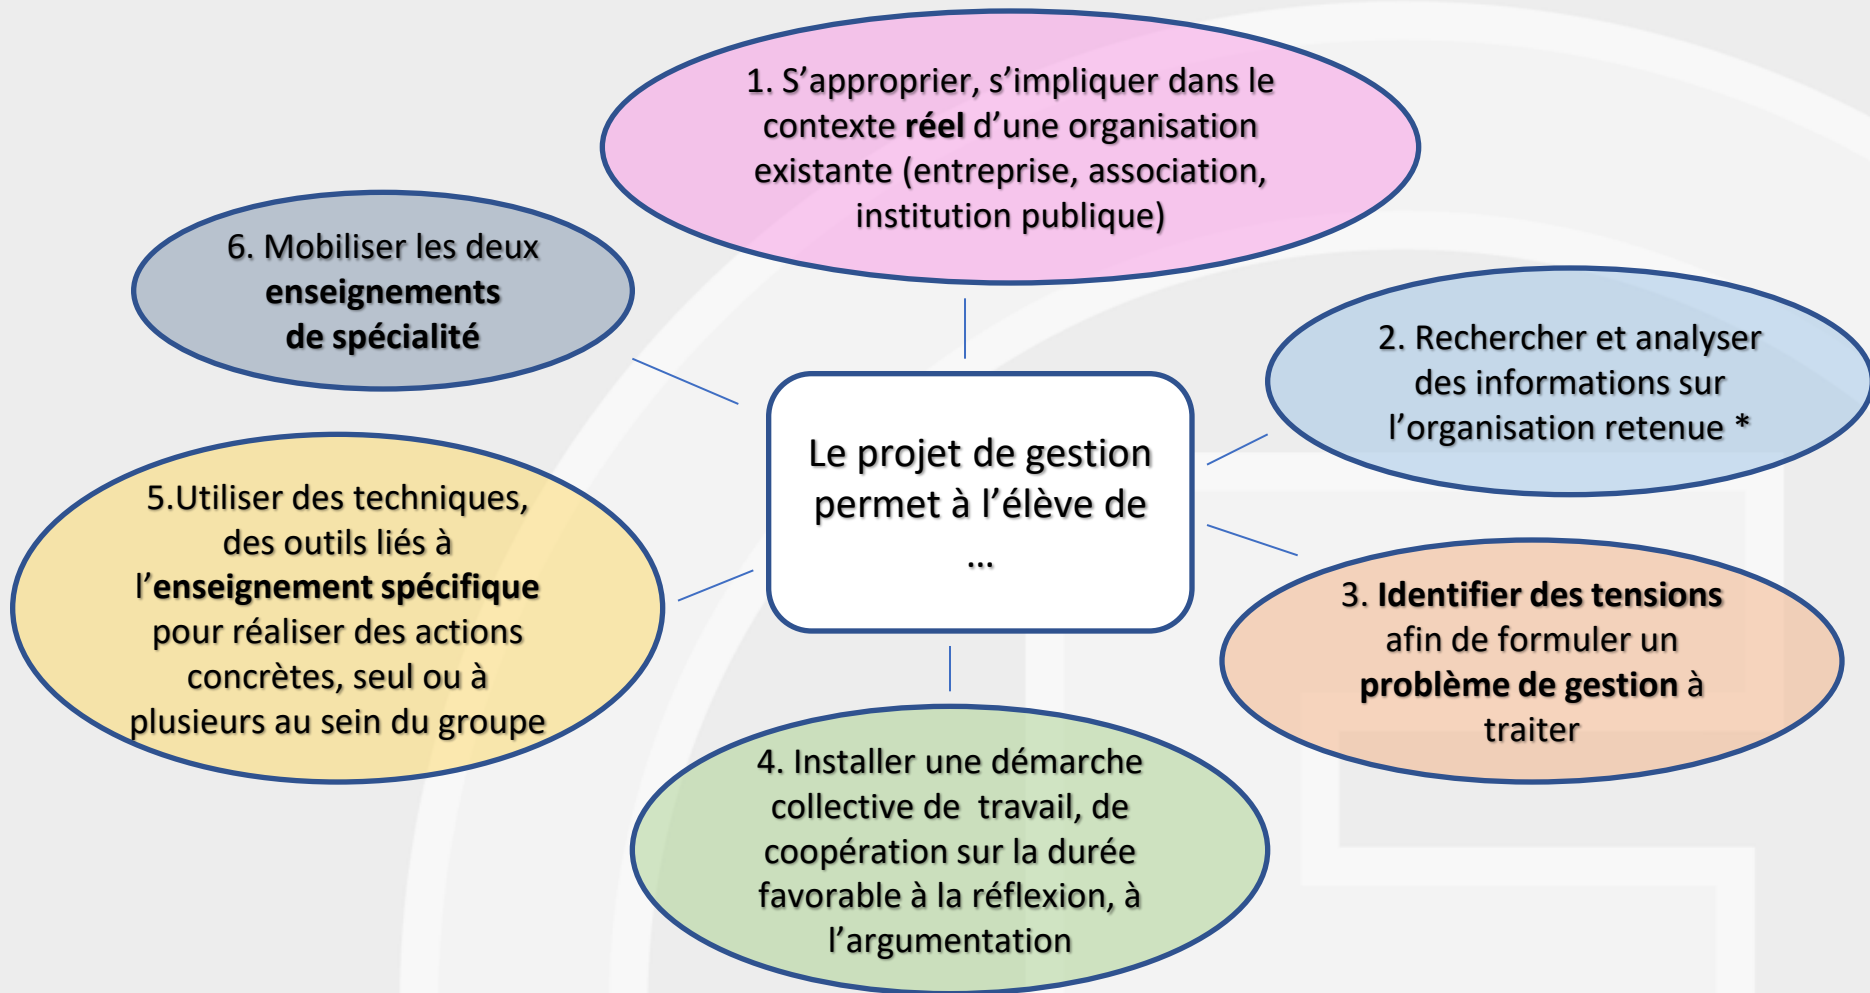 1. S’approprier, s’impliquer dans le
contexte réel d’une organisation
existante (entreprise, association,
institution publique)
2. Rechercher et analyser
des informations sur
l’organisation retenue *
3. Identifier des tensions
afin de formuler un
problème de gestion à
traiter
4. Installer une démarche
collective de  travail, de
coopération sur la durée
favorable à la réflexion, à
l’argumentation
5.Utiliser des techniques,
des outils liés à
l’enseignement spécifique
pour réaliser des actions
concrètes, seul ou à
plusieurs au sein du groupe
6. Mobiliser les deux
enseignements
de spécialité
Le projet de gestion
permet à l’élève de
...